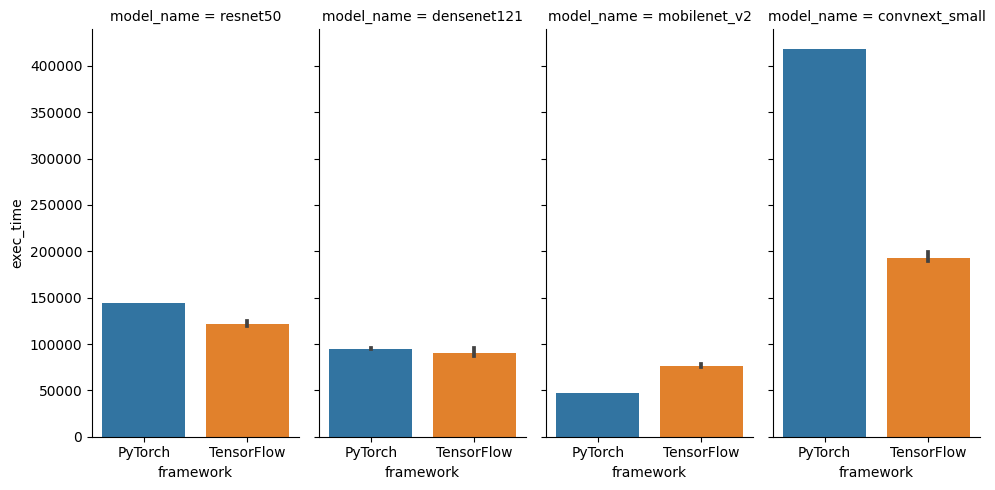 model_name = resnet50
model_name = densenet121
model_name = mobilenet_v2
model_name = convnext_small
400000
350000
300000
250000
200000
150000
100000
50000
0
exec_time
PyTorch TensorFlow
framework
PyTorch TensorFlow
framework
PyTorch TensorFlow
framework
PyTorch TensorFlow
framework